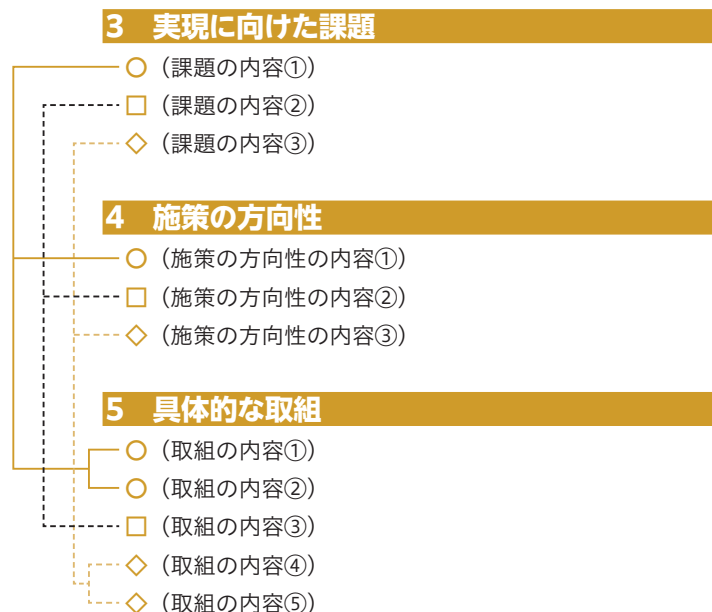 3 実現に向けた課題
○（課題の内容①）
□（課題の内容②）
◇（課題の内容③）
4 施策の方向性
○（施策の方向性の内容①）
□（施策の方向性の内容②）
◇（施策の方向性の内容③）
5 具体的な取組
○（取組の内容①）
○（取組の内容②）
□（取組の内容③）
◇（取組の内容④）
◇（取組の内容⑤）